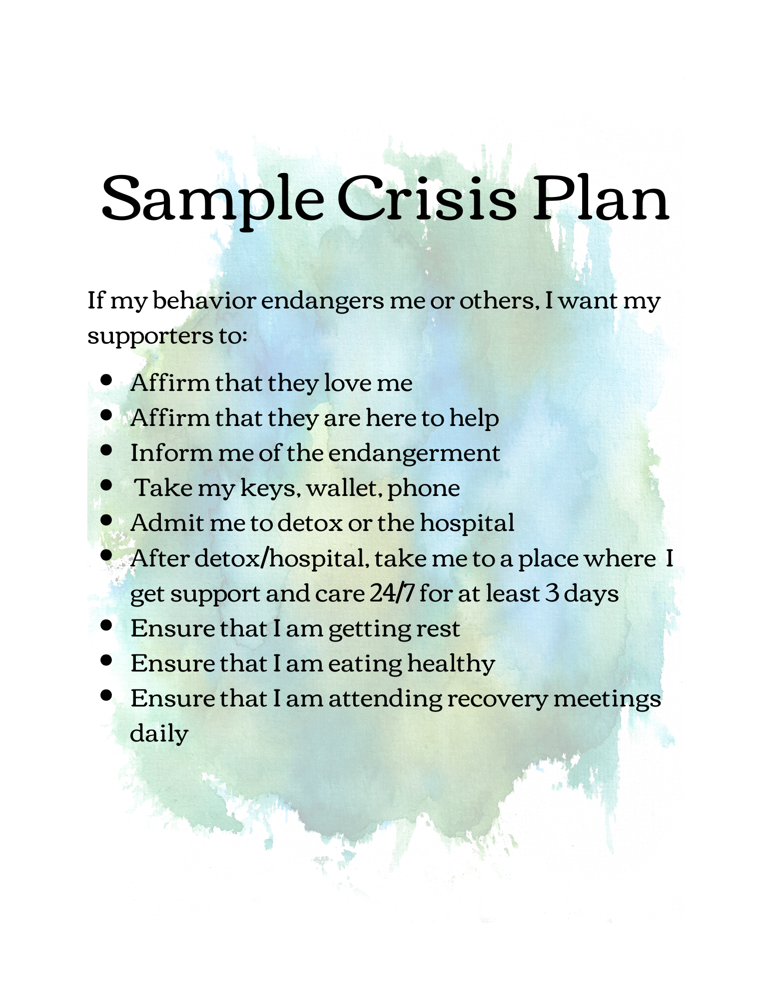 Sample Crisis Plan
If my behavior endangers me or others, I want my
supporters to:
• Affirm that they love me
• Affirm that they are here to help
• Inform me of the endangerment
• Take my keys, wallet, phone
• Admit me to detox or the hospital
• After detox/hospital, take me to a place where I
get support and care 24/7 for at least 3 days
• Ensure that I am getting rest
• Ensure that I am eating healthy
• Ensure that I am attending recovery meetings
daily